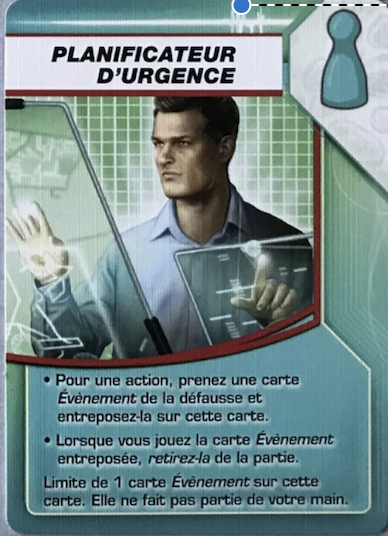 PLANIFICATEUR
D'URGENCE
• Pour une action, prenez une carte
Évènement de la défausse et
entreposez-la sur cette carte.
• Lorsque vous jouez la carte Évènement
entreposée, retirez-la de la partie.
Limite de 1 carte Évènement sur cette
carte. Elle ne fait pas partie de votre main.